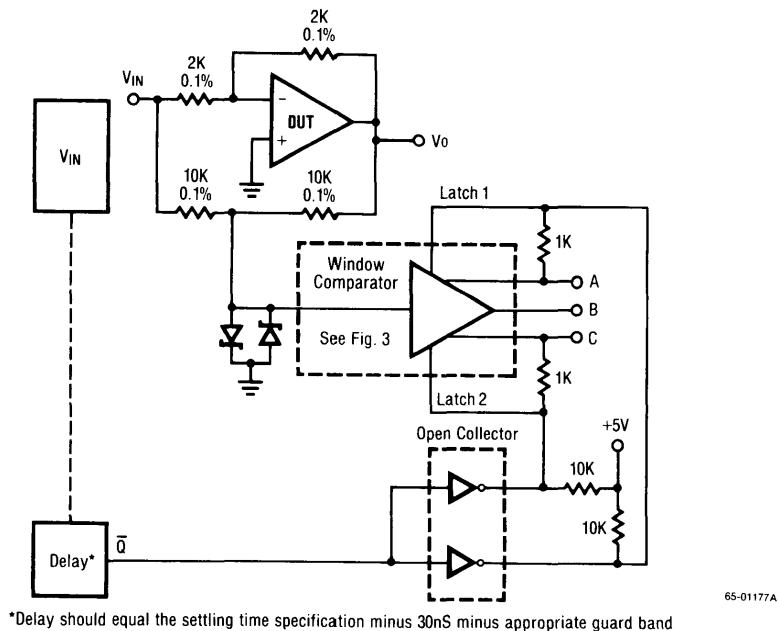 2K
0.1%
2K
0.1%
VIN
−
DUT
+
VO
VIN
10K
0.1%
10K
0.1%
Latch 1
1K
Window
Comparator
A
B
See Fig. 3
C
1K
Latch 2
+5V
Open Collector
10K
10K
Q̅
Delay*
65-01177A
*Delay should equal the settling time specification minus 30nS minus appropriate guard band